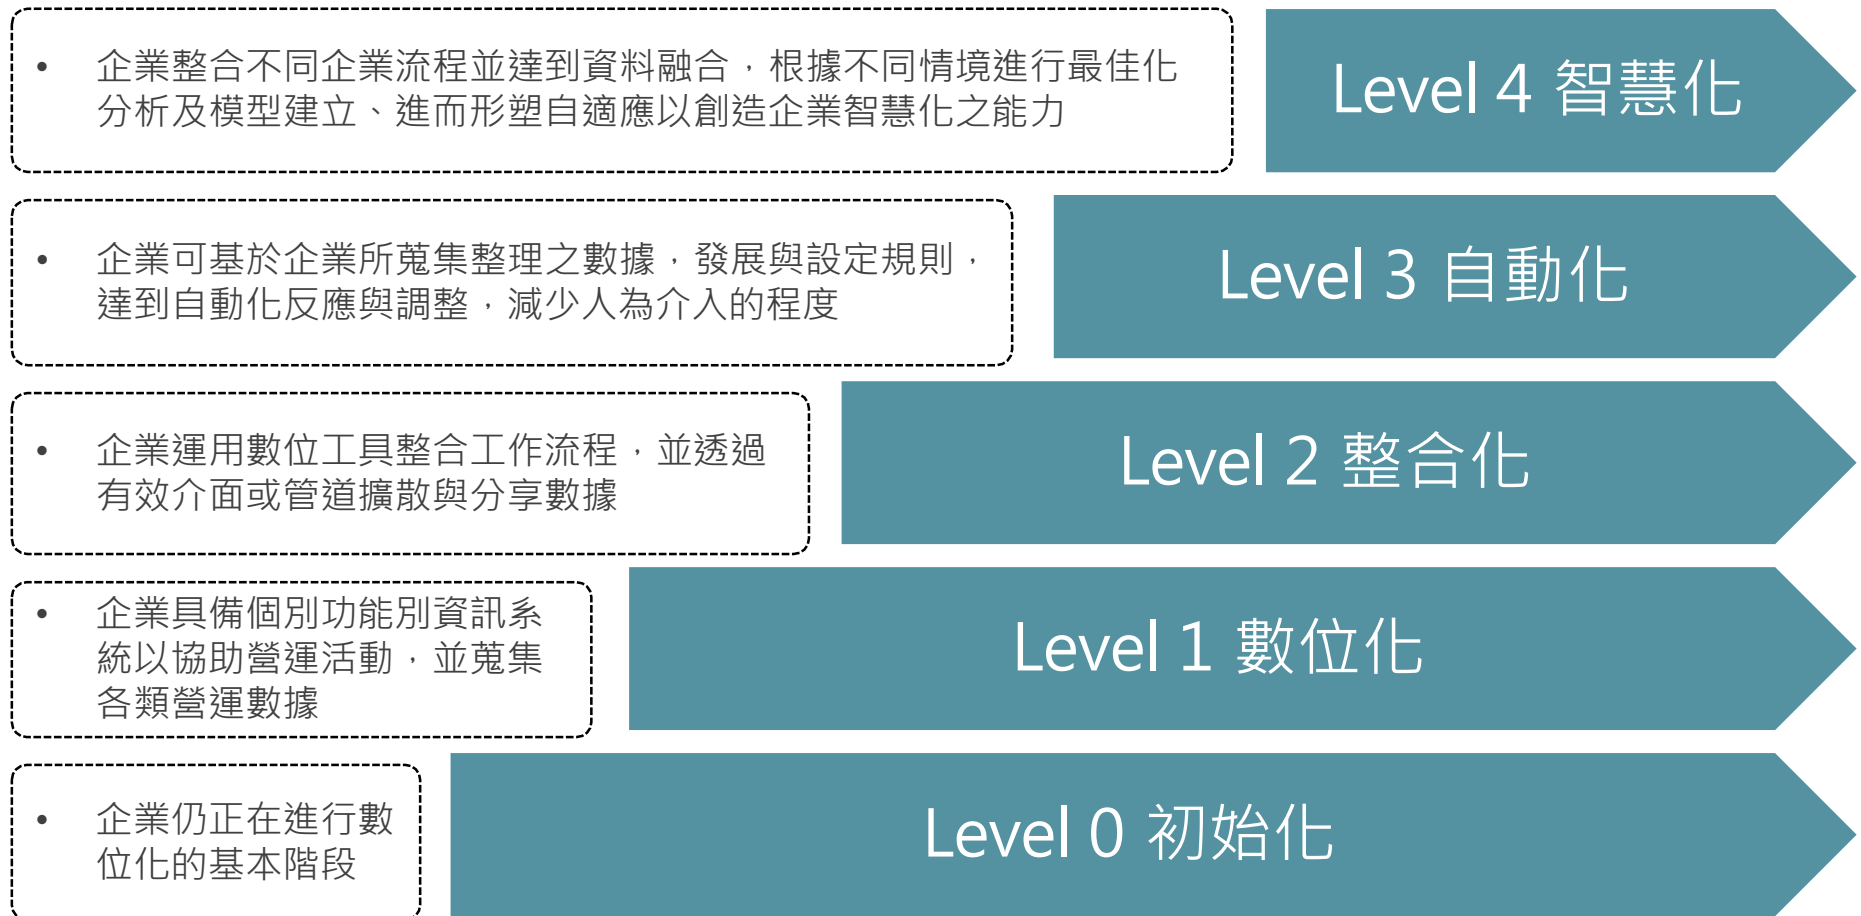 • 企業整合不同企業流程並達到資料融合，根據不同情境進行最佳化
分析及模型建立、進而形塑自適應以創造企業智慧化之能力
Level 4 智慧化
• 企業可基於企業所蒐集整理之數據，發展與設定規則，
達到自動化反應與調整，減少人為介入的程度
Level 3 自動化
• 企業運用數位工具整合工作流程，並透過
有效介面或管道擴散與分享數據
Level 2 整合化
• 企業具備個別功能別資訊系
統以協助營運活動，並蒐集
各類營運數據
Level 1 數位化
• 企業仍正在進行數
位化的基本階段
Level 0 初始化